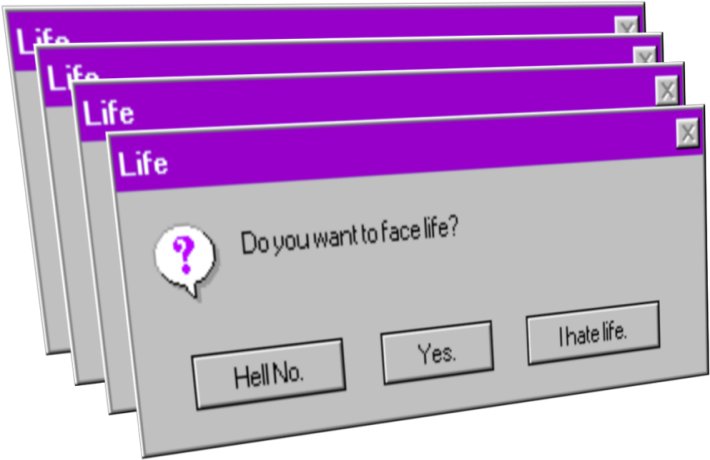 Life
Life
Life
Life
Do you want to face life?
Hell No.
Yes.
I hate life.